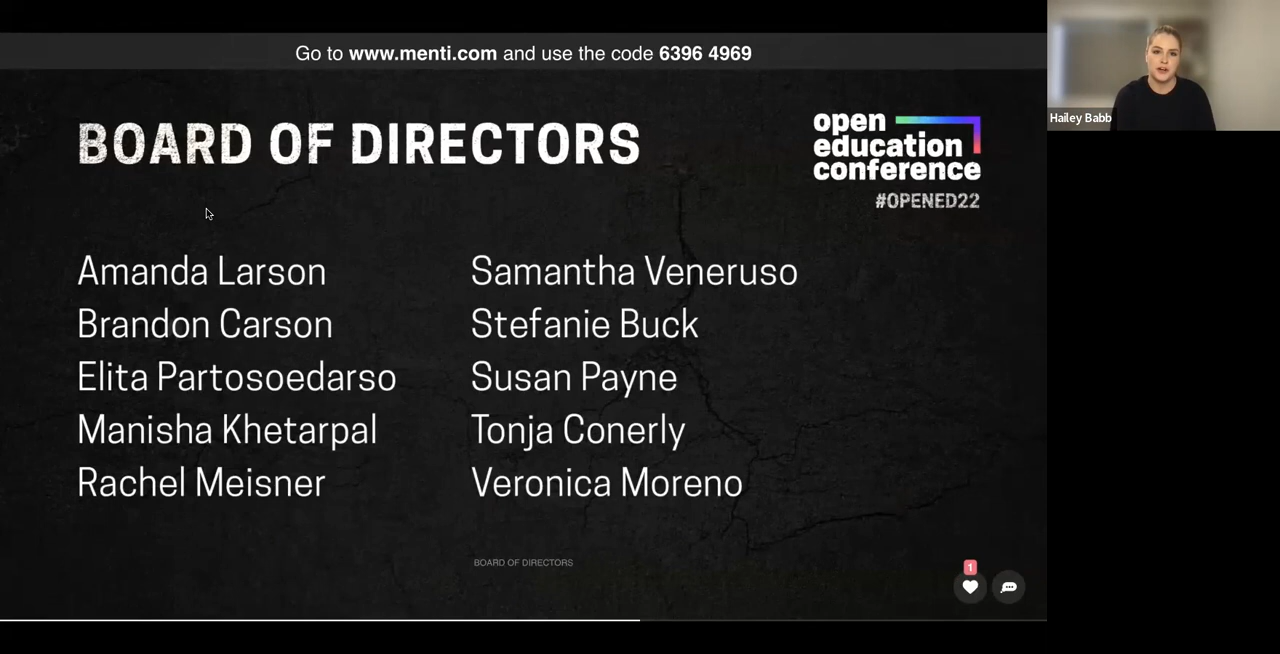 Go to www.menti.com and use the code 6396 4969
BOARD OF DIRECTORS
open
education
conference
#OPENED22
Amanda Larson
Brandon Carson
Elita Partosoedarso
Manisha Khetarpal
Rachel Meisner
Samantha Veneruso
Stefanie Buck
Susan Payne
Tonja Conerly
Veronica Moreno
BOARD OF DIRECTORS
1
Hailey Babb